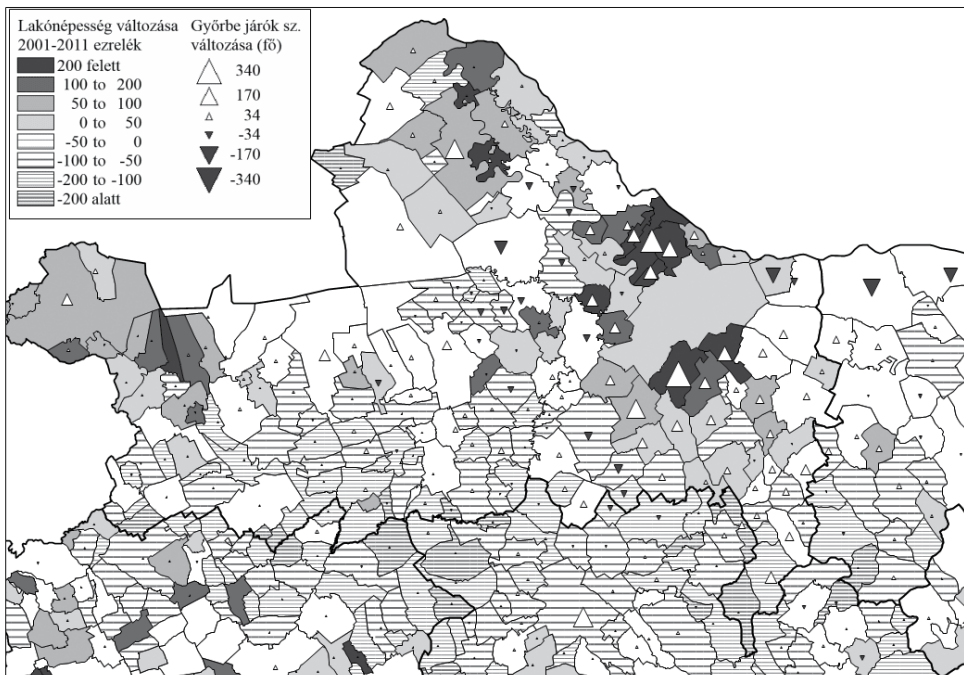 Lakónépesség változása
2001-2011 ezrelék
200 felett
100 to 200
50 to 100
0 to 50
-50 to 0
-100 to -50
-200 to -100
-200 alatt
Győrbe járók sz.
változása (fő)
340
170
34
-34
-170
-340